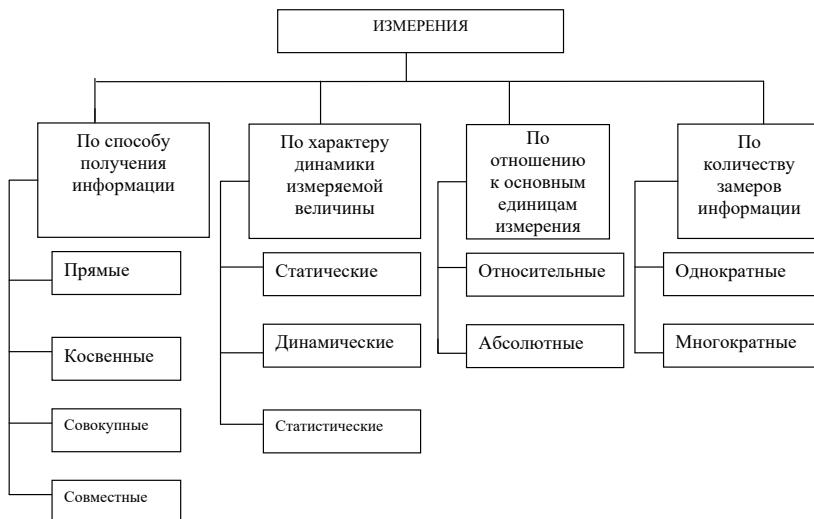 ИЗМЕРЕНИЯ
По способу
получения
информации
По характеру
динамики
измеряемой
величины
По
отношению
к основным
единицам
измерения
По
количеству
замеров
информации
Прямые
Косвенные
Совокупные
Совместные
Статические
Динамические
Статистические
Относительные
Абсолютные
Однократные
Многократные